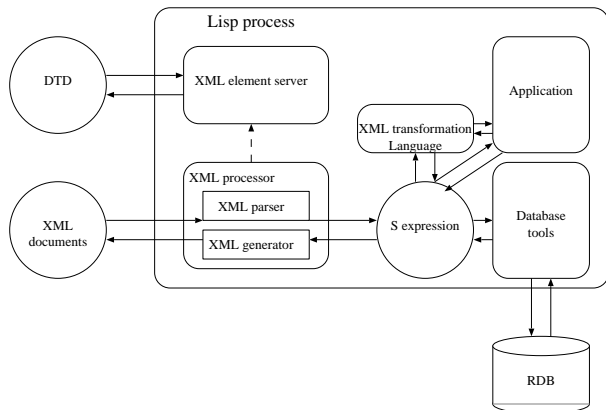 Lisp process
DTD
XML element server
Application
XML transformation
Language
XML processor
XML parser
XML
documents
S expression
Database
tools
XML generator
RDB